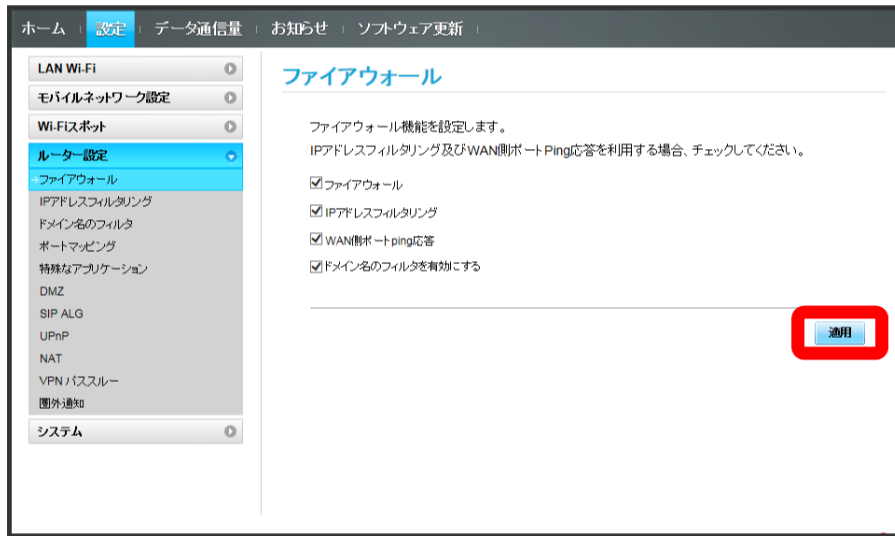 ホーム 設定 データ通信量 お知らせ ソフトウェア更新
LAN Wi-Fi
モバイルネットワーク設定
Wi-Fiスポット
ルーター設定
ファイアウォール
IPアドレスフィルタリング
ドメイン名のフィルタ
ポートマッピング
特殊なアプリケーション
DMZ
SIP ALG
UPnP
NAT
VPN パススルー
圏外通知
システム
ファイアウォール
ファイアウォール機能を設定します。
IPアドレスフィルタリング及びWAN側ポートPing応答を利用する場合、チェックしてください。
ファイアウォール
IPアドレスフィルタリング
WAN側ポートping応答
ドメイン名のフィルタを有効にする
適用